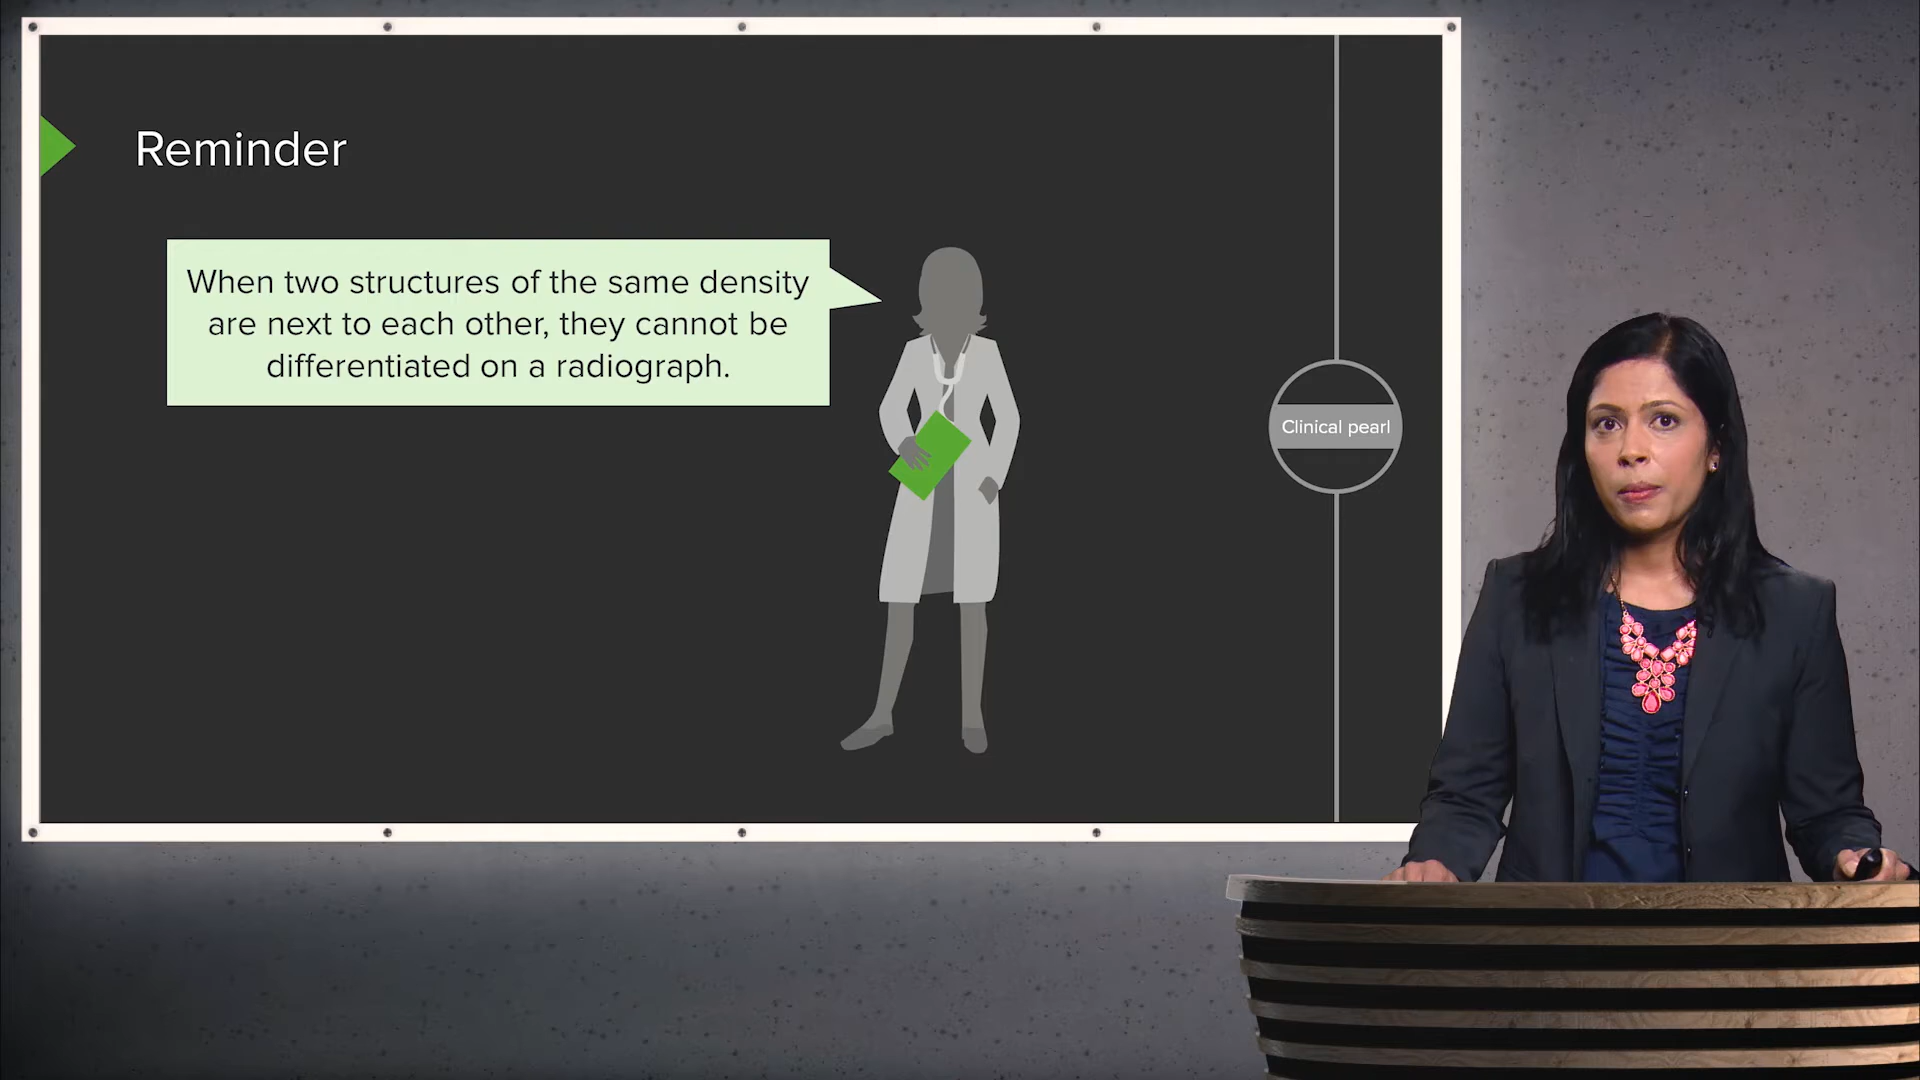 Reminder
When two structures of the same density
are next to each other, they cannot be
differentiated on a radiograph.
Clinical pearl